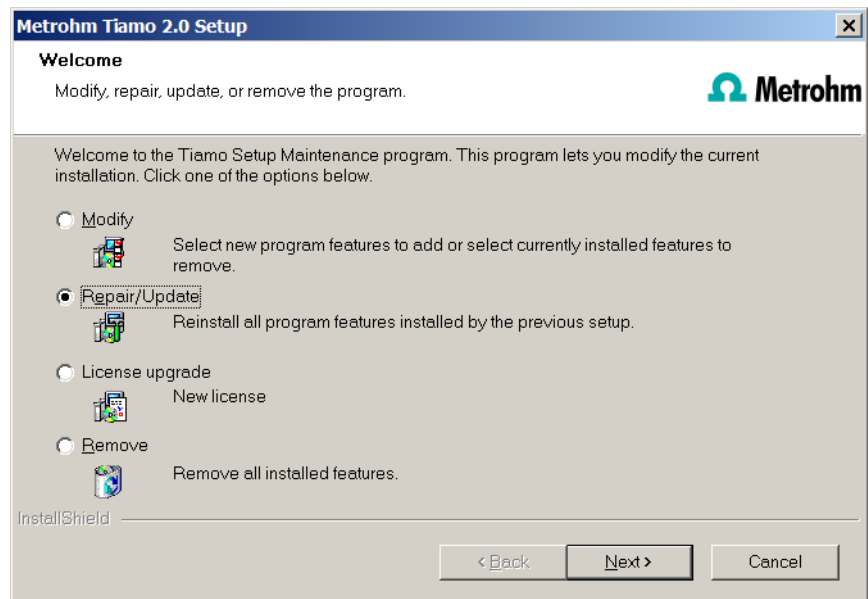 Metrohm Tiamo 2.0 Setup
Welcome
Modify, repair, update, or remove the program.
Metrohm
Welcome to the Tiamo Setup Maintenance program. This program lets you modify the current
installation. Click one of the options below.
Modify
Select new program features to add or select currently installed features to
remove.
Repair/Update
Reinstall all program features installed by the previous setup.
License upgrade
New license
Remove
Remove all installed features.
InstallShield
< Back Next > Cancel